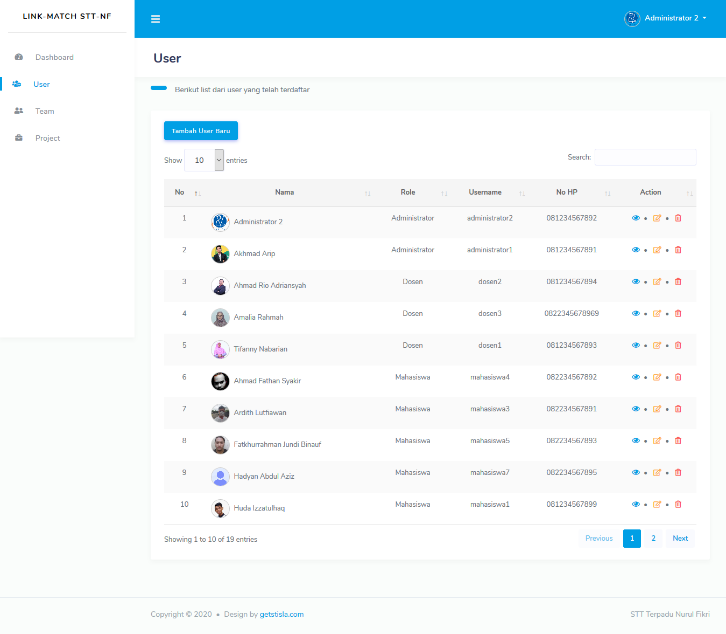 LINK-MATCH STT-NF
Administrator 2
Dashboard
User
Team
Project
User
Berikut list dari user yang telah terdaftar
Tambah User Baru
Show 10 entries
Search:
No Nama Role Username No HP Action
1 Administrator 2 Administrator administrator2 081234567892
2 Akhmad Arip Administrator administrator1 081234567891
3 Ahmad Rio Adriansyah Dosen dosen2 081234567894
4 Amalia Rahmah Dosen dosen3 0822345678969
5 Tifanny Nabarian Dosen dosen1 081234567893
6 Ahmad Fathan Syakir Mahasiswa mahasiswa4 082234567892
7 Ardith Lutfiawan Mahasiswa mahasiswa3 082234567891
8 Fatkhurrahman Jundi Binauf Mahasiswa mahasiswa5 082234567893
9 Hadyan Abdul Aziz Mahasiswa mahasiswa7 082234567895
10 Huda Izzatulhaq Mahasiswa mahasiswa1 081234567899
Showing 1 to 10 of 19 entries
Previous 1 2 Next
Copyright © 2020 • Design by getstisla.com
STT Terpadu Nurul Fikri